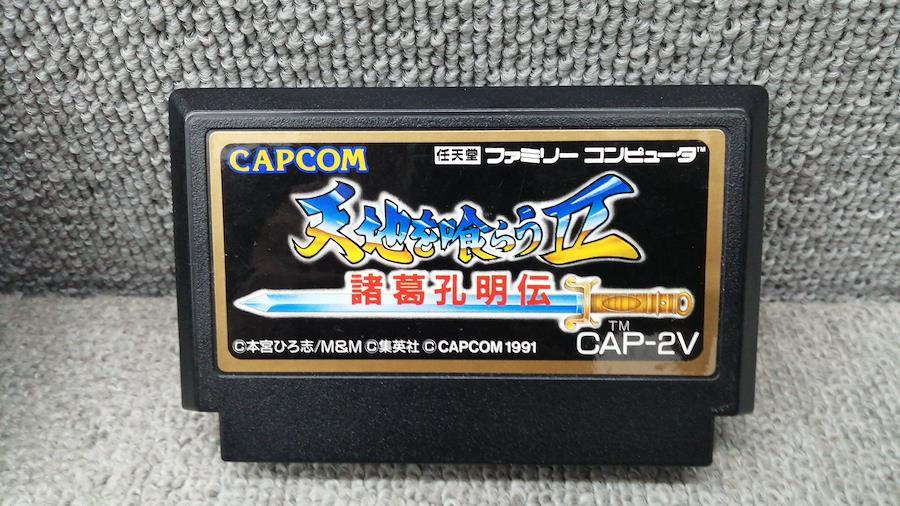 CAPCOM 任天堂 ファミリー コンピュータ™
天地を喰らうII
諸葛孔明伝
TM
©本宮ひろ志/M&M ©集英社 ©CAPCOM 1991 CAP-2V